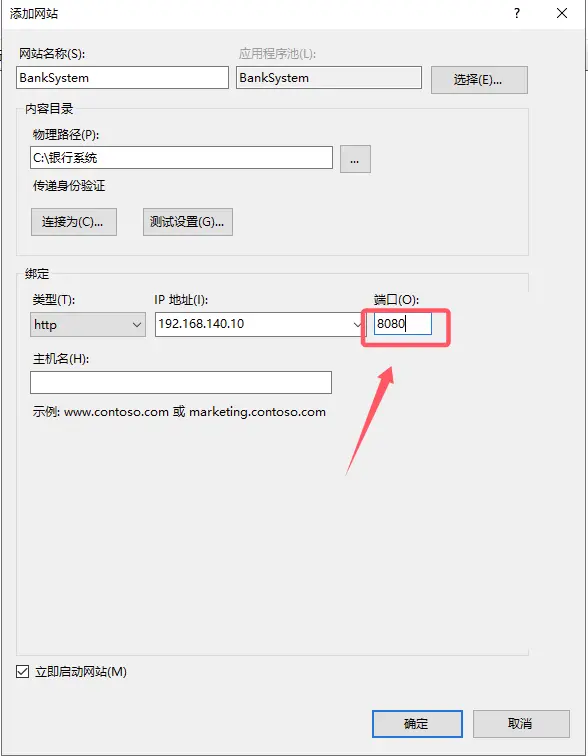 添加网站
?
网站名称(S):
应用程序池(L):
BankSystem
BankSystem
选择(E)...
内容目录
物理路径(P):
C:\银行系统
...
传递身份验证
连接为(C)...
测试设置(G)...
绑定
类型(T):
IP 地址(I):
端口(O):
http
192.168.140.10
8080
主机名(H):
示例: www.contoso.com 或 marketing.contoso.com
立即启动网站(M)
确定
取消